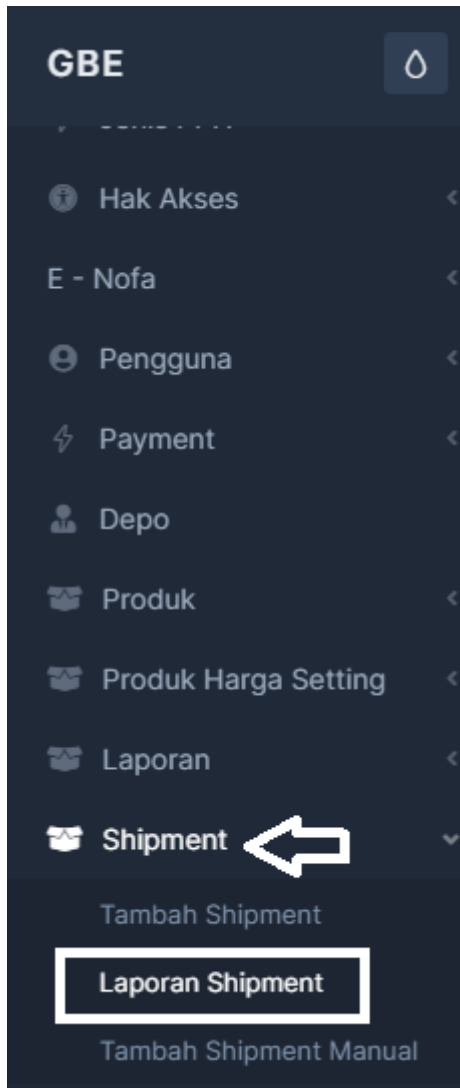 GBE
Hak Akses
E - Nofa
Pengguna
Payment
Depo
Produk
Produk Harga Setting
Laporan
Shipment
Tambah Shipment
Laporan Shipment
Tambah Shipment Manual